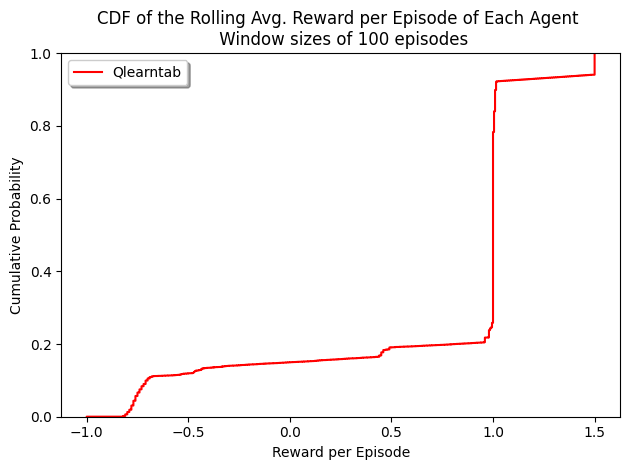 CDF of the Rolling Avg. Reward per Episode of Each Agent
Window sizes of 100 episodes
Qlearntab
1.0
0.8
0.6
0.4
0.2
0.0
Cumulative Probability
−1.0
−0.5
0.0
0.5
1.0
1.5
Reward per Episode